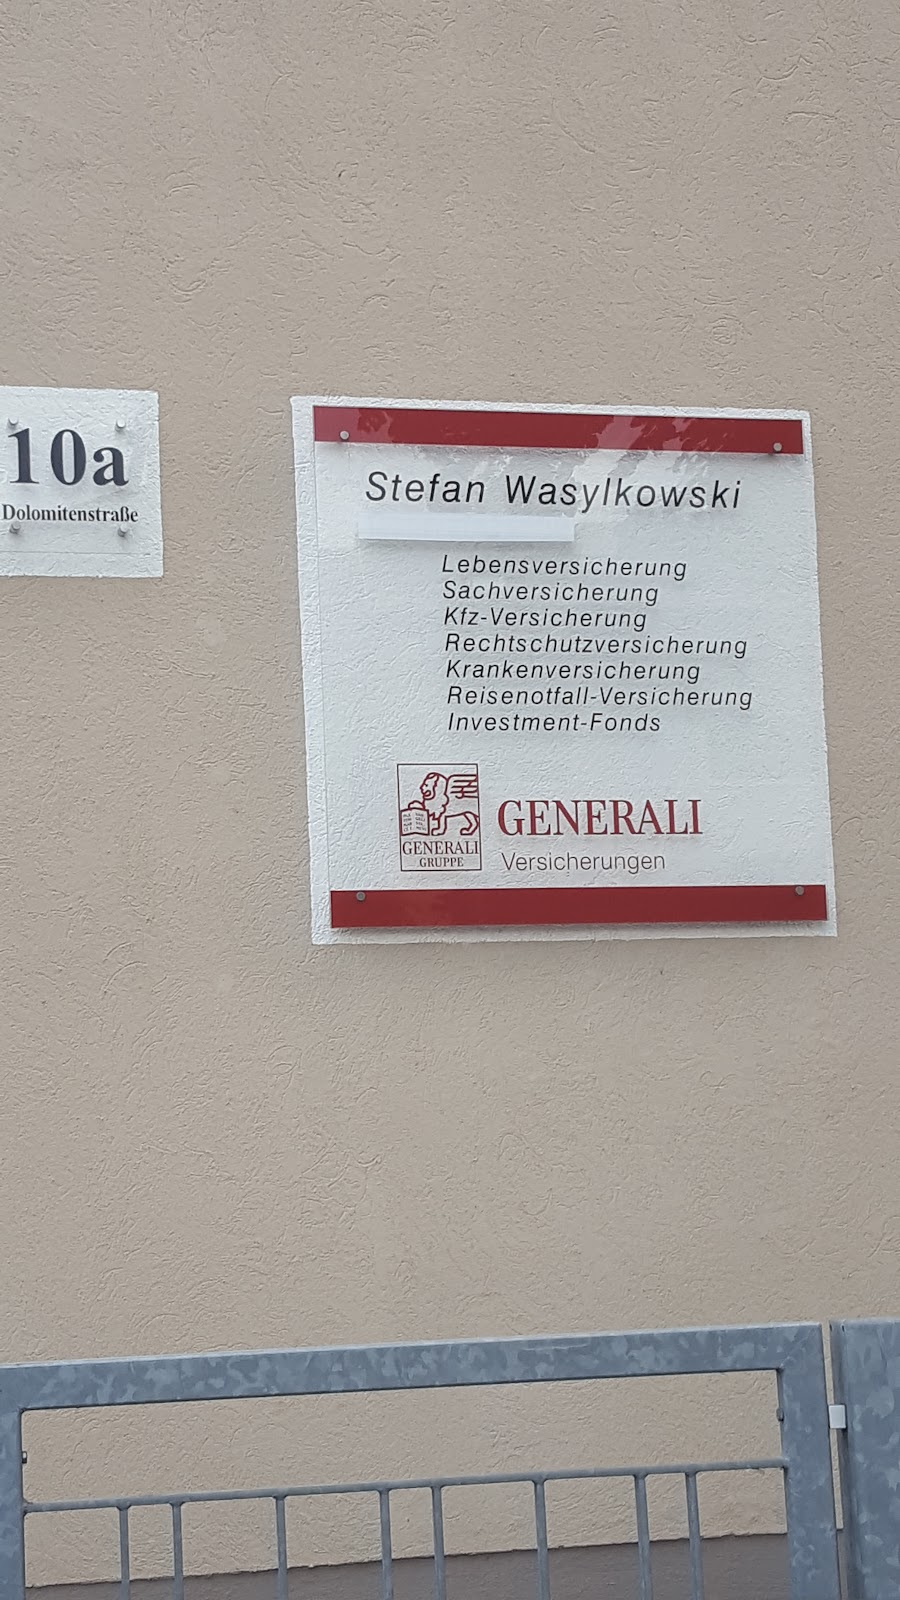 10a
Dolomitenstraße
Stefan Wasylkowski
Lebensversicherung
Sachversicherung
Kfz-Versicherung
Rechtschutzversicherung
Krankenversicherung
Reisenotfall-Versicherung
Investment-Fonds
GENERALI
GRUPPE
GENERALI
Versicherungen